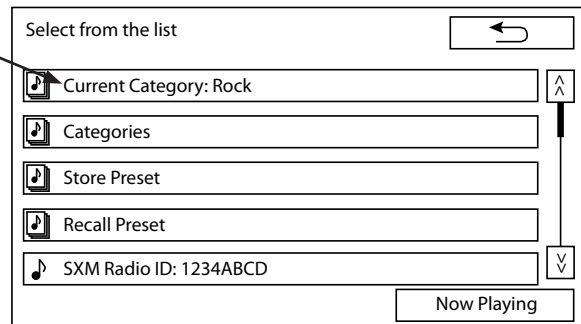 Select from the list
Current Category: Rock
Categories
Store Preset
Recall Preset
SXM Radio ID: 1234ABCD
Now Playing